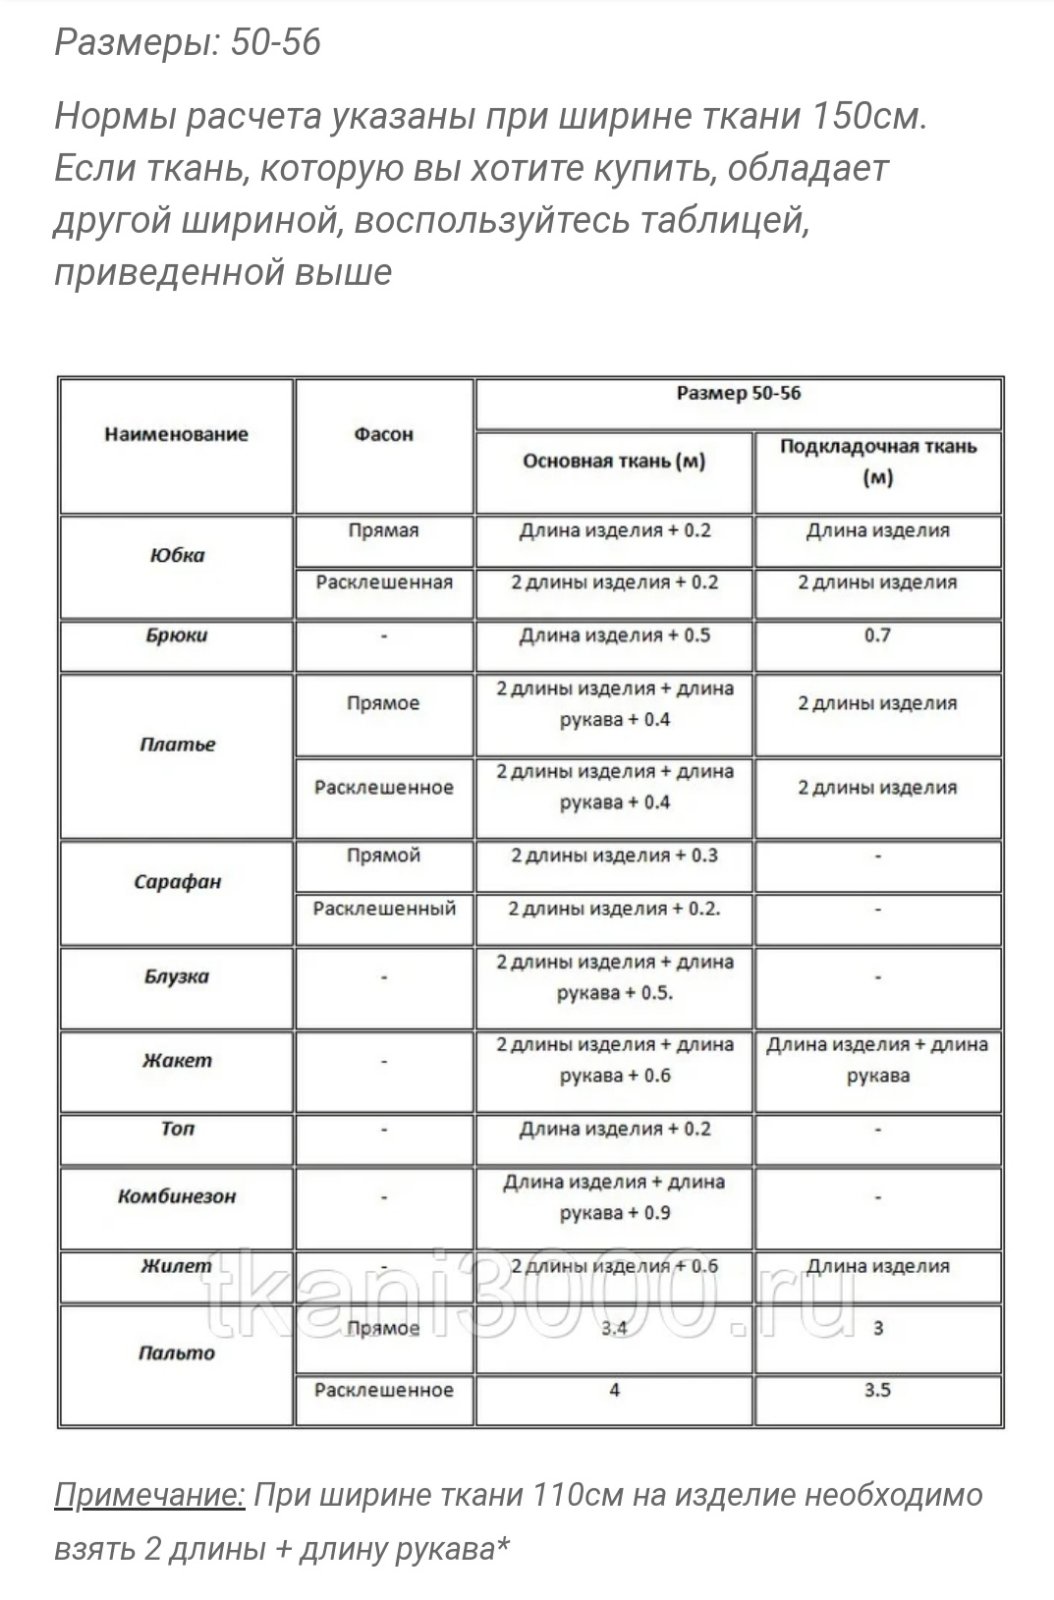 Размеры: 50-56
Нормы расчета указаны при ширине ткани 150см.
Если ткань, которую вы хотите купить, обладает
другой шириной, воспользуйтесь таблицей,
приведенной выше
Наименование
Фасон
Размер 50-56
Основная ткань (м)
Подкладочная ткань
(м)
Юбка
Прямая
Длина изделия + 0.2
Длина изделия
Расклешенная
2 длины изделия + 0.2
2 длины изделия
Брюки
-
Длина изделия + 0.5
0.7
Платье
Прямое
2 длины изделия + длина
рукава + 0.4
2 длины изделия
Расклешенное
2 длины изделия + длина
рукава + 0.4
2 длины изделия
Сарафан
Прямой
2 длины изделия + 0.3
-
Расклешенный
2 длины изделия + 0.2.
-
Блузка
-
2 длины изделия + длина
рукава + 0.5.
-
Жакет
-
2 длины изделия + длина
рукава + 0.6
Длина изделия + длина
рукава
Топ
-
Длина изделия + 0.2
-
Комбинезон
-
Длина изделия + длина
рукава + 0.9
-
Жилет
-
2 длины изделия + 0.6
Длина изделия
tkani3000.ru
Пальто
Прямое
3.4
3
Расклешенное
4
3.5
Примечание: При ширине ткани 110см на изделие необходимо
взять 2 длины + длину рукава*